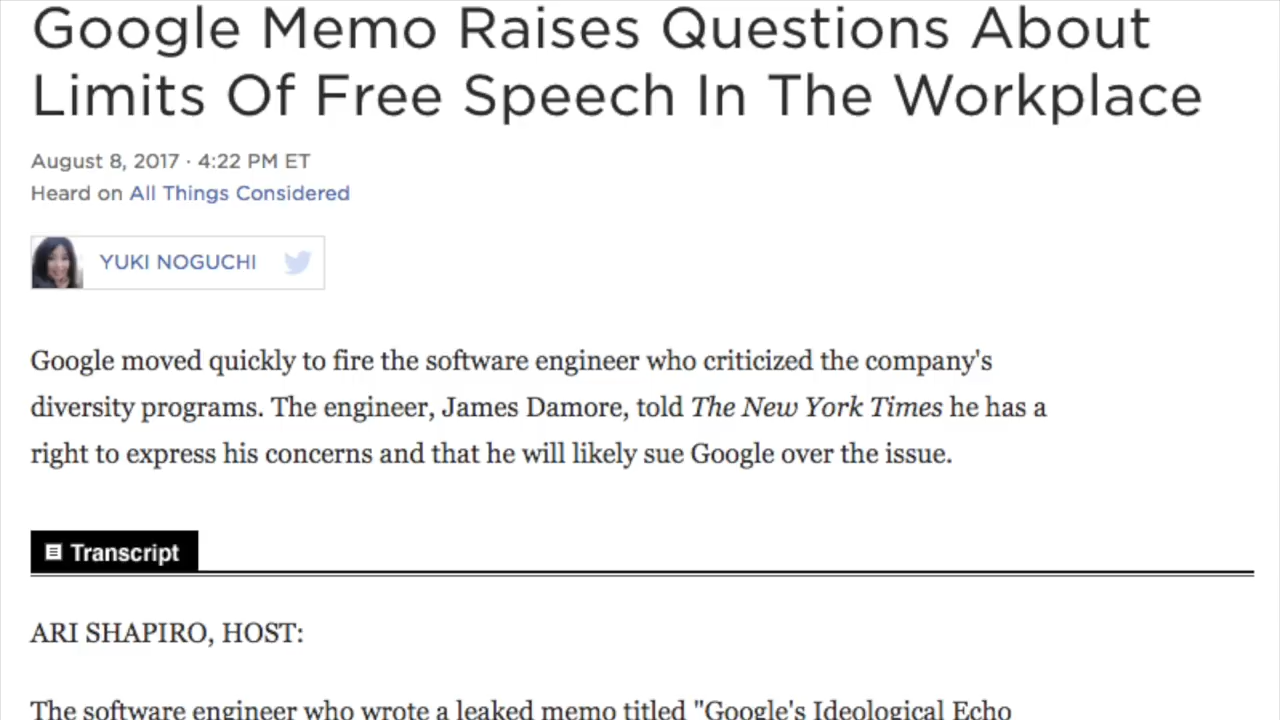 Google Memo Raises Questions About
Limits Of Free Speech In The Workplace
August 8, 2017 · 4:22 PM ET
Heard on All Things Considered
YUKI NOGUCHI
Google moved quickly to fire the software engineer who criticized the company's
diversity programs. The engineer, James Damore, told The New York Times he has a
right to express his concerns and that he will likely sue Google over the issue.
Transcript
ARI SHAPIRO, HOST:
The software engineer who wrote a leaked memo titled "Google's Ideological Echo